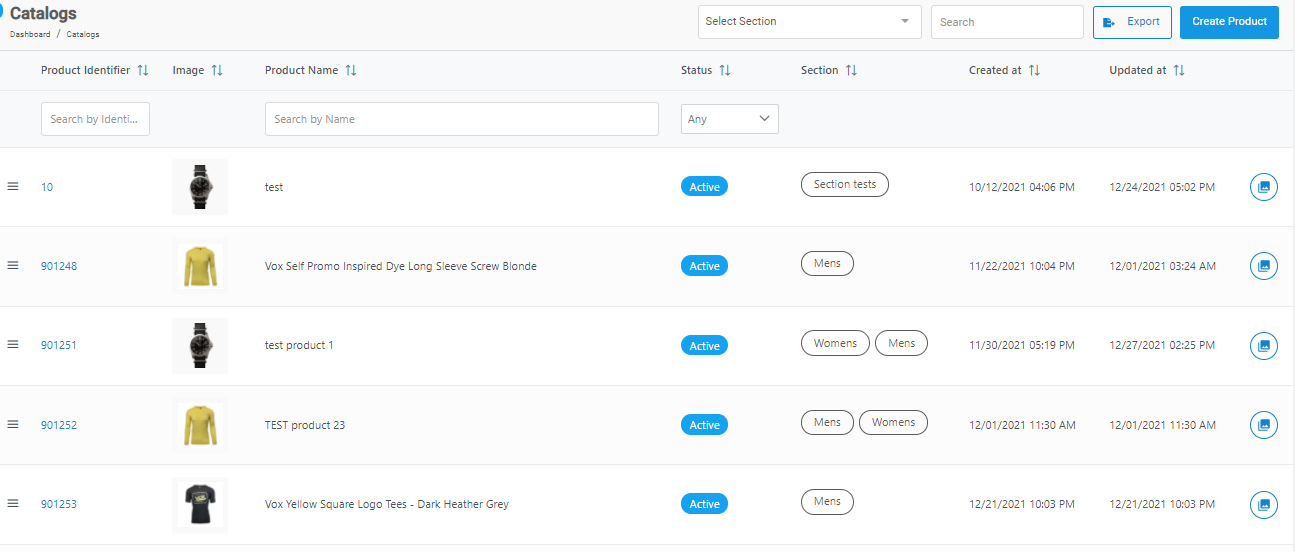 Catalogs
Dashboard / Catalogs
Select Section
Search
Export
Create Product
Product Identifier Image Product Name Status Section Created at Updated at
Search by Identi... Search by Name Any
10 test Active Section tests 10/12/2021 04:06 PM 12/24/2021 05:02 PM
901248 Vox Self Promo Inspired Dye Long Sleeve Screw Blonde Active Mens 11/22/2021 10:04 PM 12/01/2021 03:24 AM
901251 test product 1 Active Womens Mens 11/30/2021 05:19 PM 12/27/2021 02:25 PM
901252 TEST product 23 Active Mens Womens 12/01/2021 11:30 AM 12/01/2021 11:30 AM
901253 Vox Yellow Square Logo Tees - Dark Heather Grey Active Mens 12/21/2021 10:03 PM 12/21/2021 10:03 PM